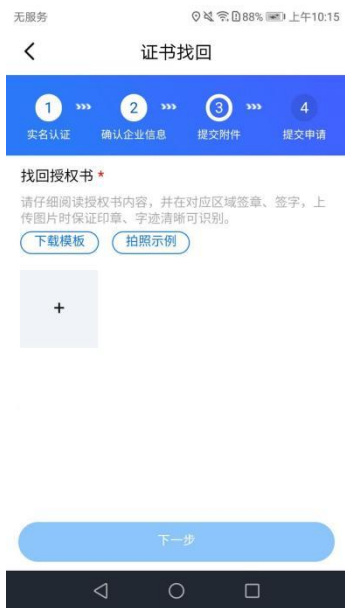 无服务 88% 上午10:15
证书找回
1 2 3 4
实名认证 确认企业信息 提交附件 提交申请
找回授权书 *
请仔细阅读授权书内容，并在对应区域签章、签字，上
传图片时保证印章、字迹清晰可识别。
下载模板 拍照示例
+
下一步